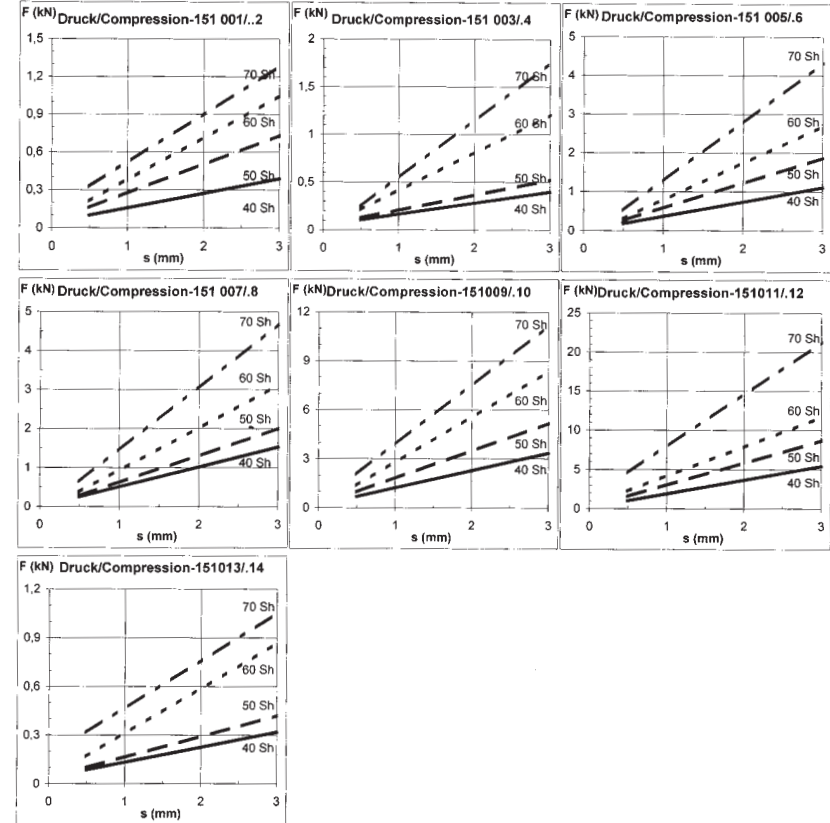 F (kN) Druck/Compression-151 001/..2
1,5
1,2
0,9
0,6
0,3
0
70 Sh
60 Sh
50 Sh
40 Sh
0 1 2 3
s (mm)
F (kN) Druck/Compression-151 003/.4
2
1,5
1
0,5
0
70 Sh
60 Sh
50 Sh
40 Sh
0 1 2 3
s (mm)
F (kN) Druck/Compression-151 005/.6
5
4
3
2
1
0
70 Sh
60 Sh
50 Sh
40 Sh
0 1 2 3
s (mm)
F (kN) Druck/Compression-151 007/.8
5
4
3
2
1
0
70 Sh
60 Sh
50 Sh
40 Sh
0 1 2 3
s (mm)
F (kN) Druck/Compression-151009/.10
12
9
6
3
0
70 Sh
60 Sh
50 Sh
40 Sh
0 1 2 3
s (mm)
F (kN) Druck/Compression-151011/.12
25
20
15
10
5
0
70 Sh
60 Sh
50 Sh
40 Sh
0 1 2 3
s (mm)
F (kN) Druck/Compression-151013/.14
1,2
0,9
0,6
0,3
0
70 Sh
60 Sh
50 Sh
40 Sh
0 1 2 3
s (mm)